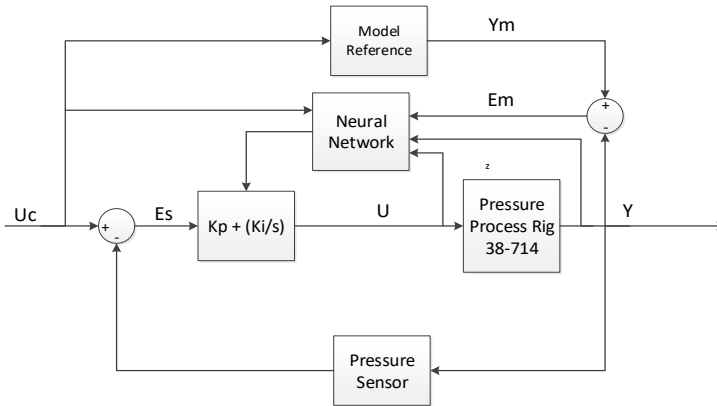 Model
Reference
Ym
+
-
Em
Neural
Network
z
Uc
+
-
Es
Kp + (Ki/s)
U
Pressure
Process Rig
38-714
Y
Pressure
Sensor